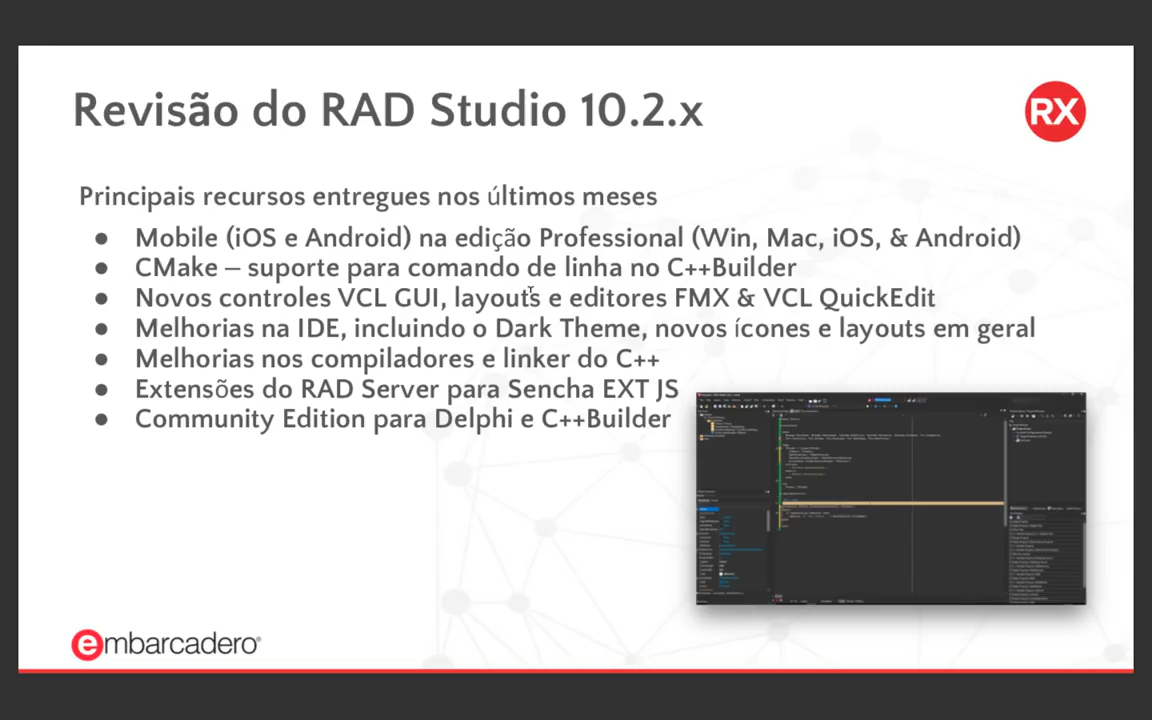 Revisão do RAD Studio 10.2.x
RX
Principais recursos entregues nos últimos meses
● Mobile (iOS e Android) na edição Professional (Win, Mac, iOS, & Android)
● CMake – suporte para comando de linha no C++Builder
● Novos controles VCL GUI, layouts e editores FMX & VCL QuickEdit
● Melhorias na IDE, incluindo o Dark Theme, novos ícones e layouts em geral
● Melhorias nos compiladores e linker do C++
● Extensões do RAD Server para Sencha EXT JS
● Community Edition para Delphi e C++Builder
embarcadero®